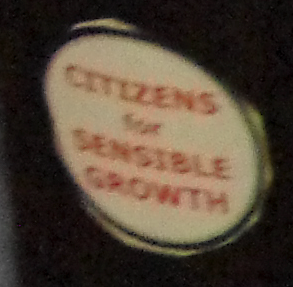 CITIZENS
for
SENSIBLE
GROWTH